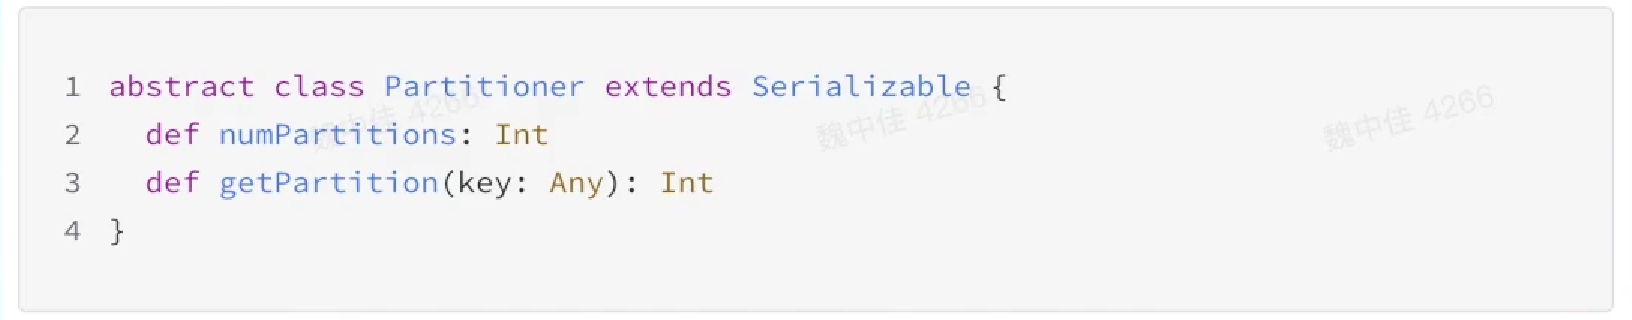 1 abstract class Partitioner extends Serializable {
2   def numPartitions: Int
3   def getPartition(key: Any): Int
4 }
魏中佳 4266
魏中佳 4266
魏中佳 4266